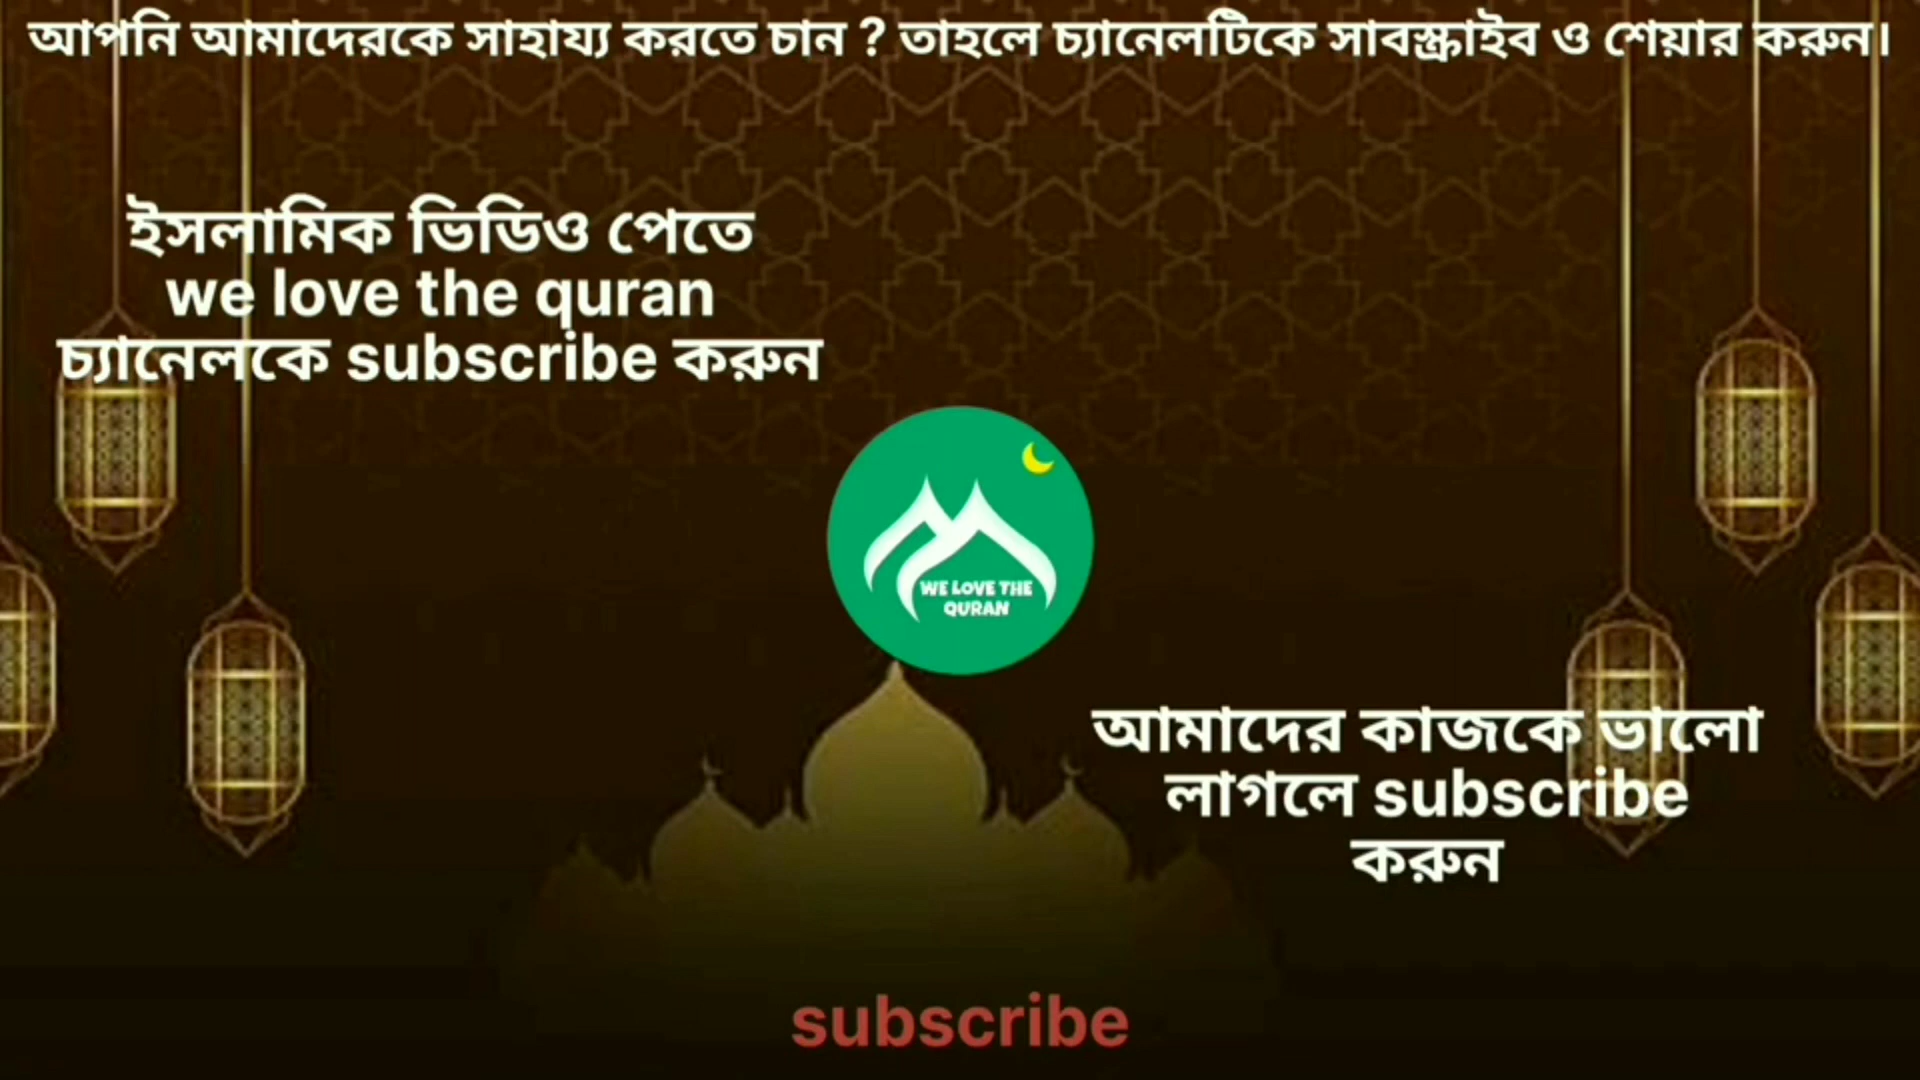 আপনি আমাদেরকে সাহায্য করতে চান ? তাহলে চ্যানেলটিকে সাবস্ক্রাইব ও শেয়ার করুন।
ইসলামিক ভিডিও পেতে
we love the quran
চ্যানেলকে subscribe করুন
WE LOVE THE
QURAN
আমাদের কাজকে ভালো
লাগলে subscribe
করুন
subscribe